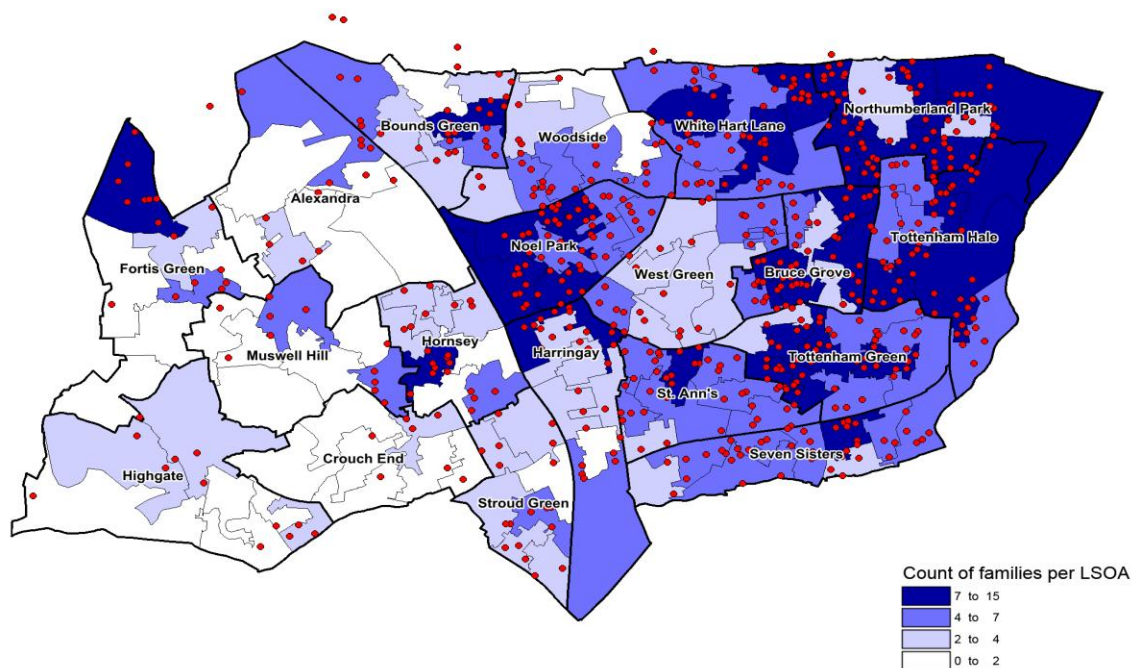 Northumberland Park
Bounds Green
White Hart Lane
Woodside
Alexandra
Noel Park
Tottenham Hale
Fortis Green
West Green
Bruce Grove
Hornsey
Muswell Hill
Harringay
Tottenham Green
St. Ann's
Crouch End
Seven Sisters
Highgate
Stroud Green
Count of families per LSOA
7 to 15
4 to 7
2 to 4
0 to 2